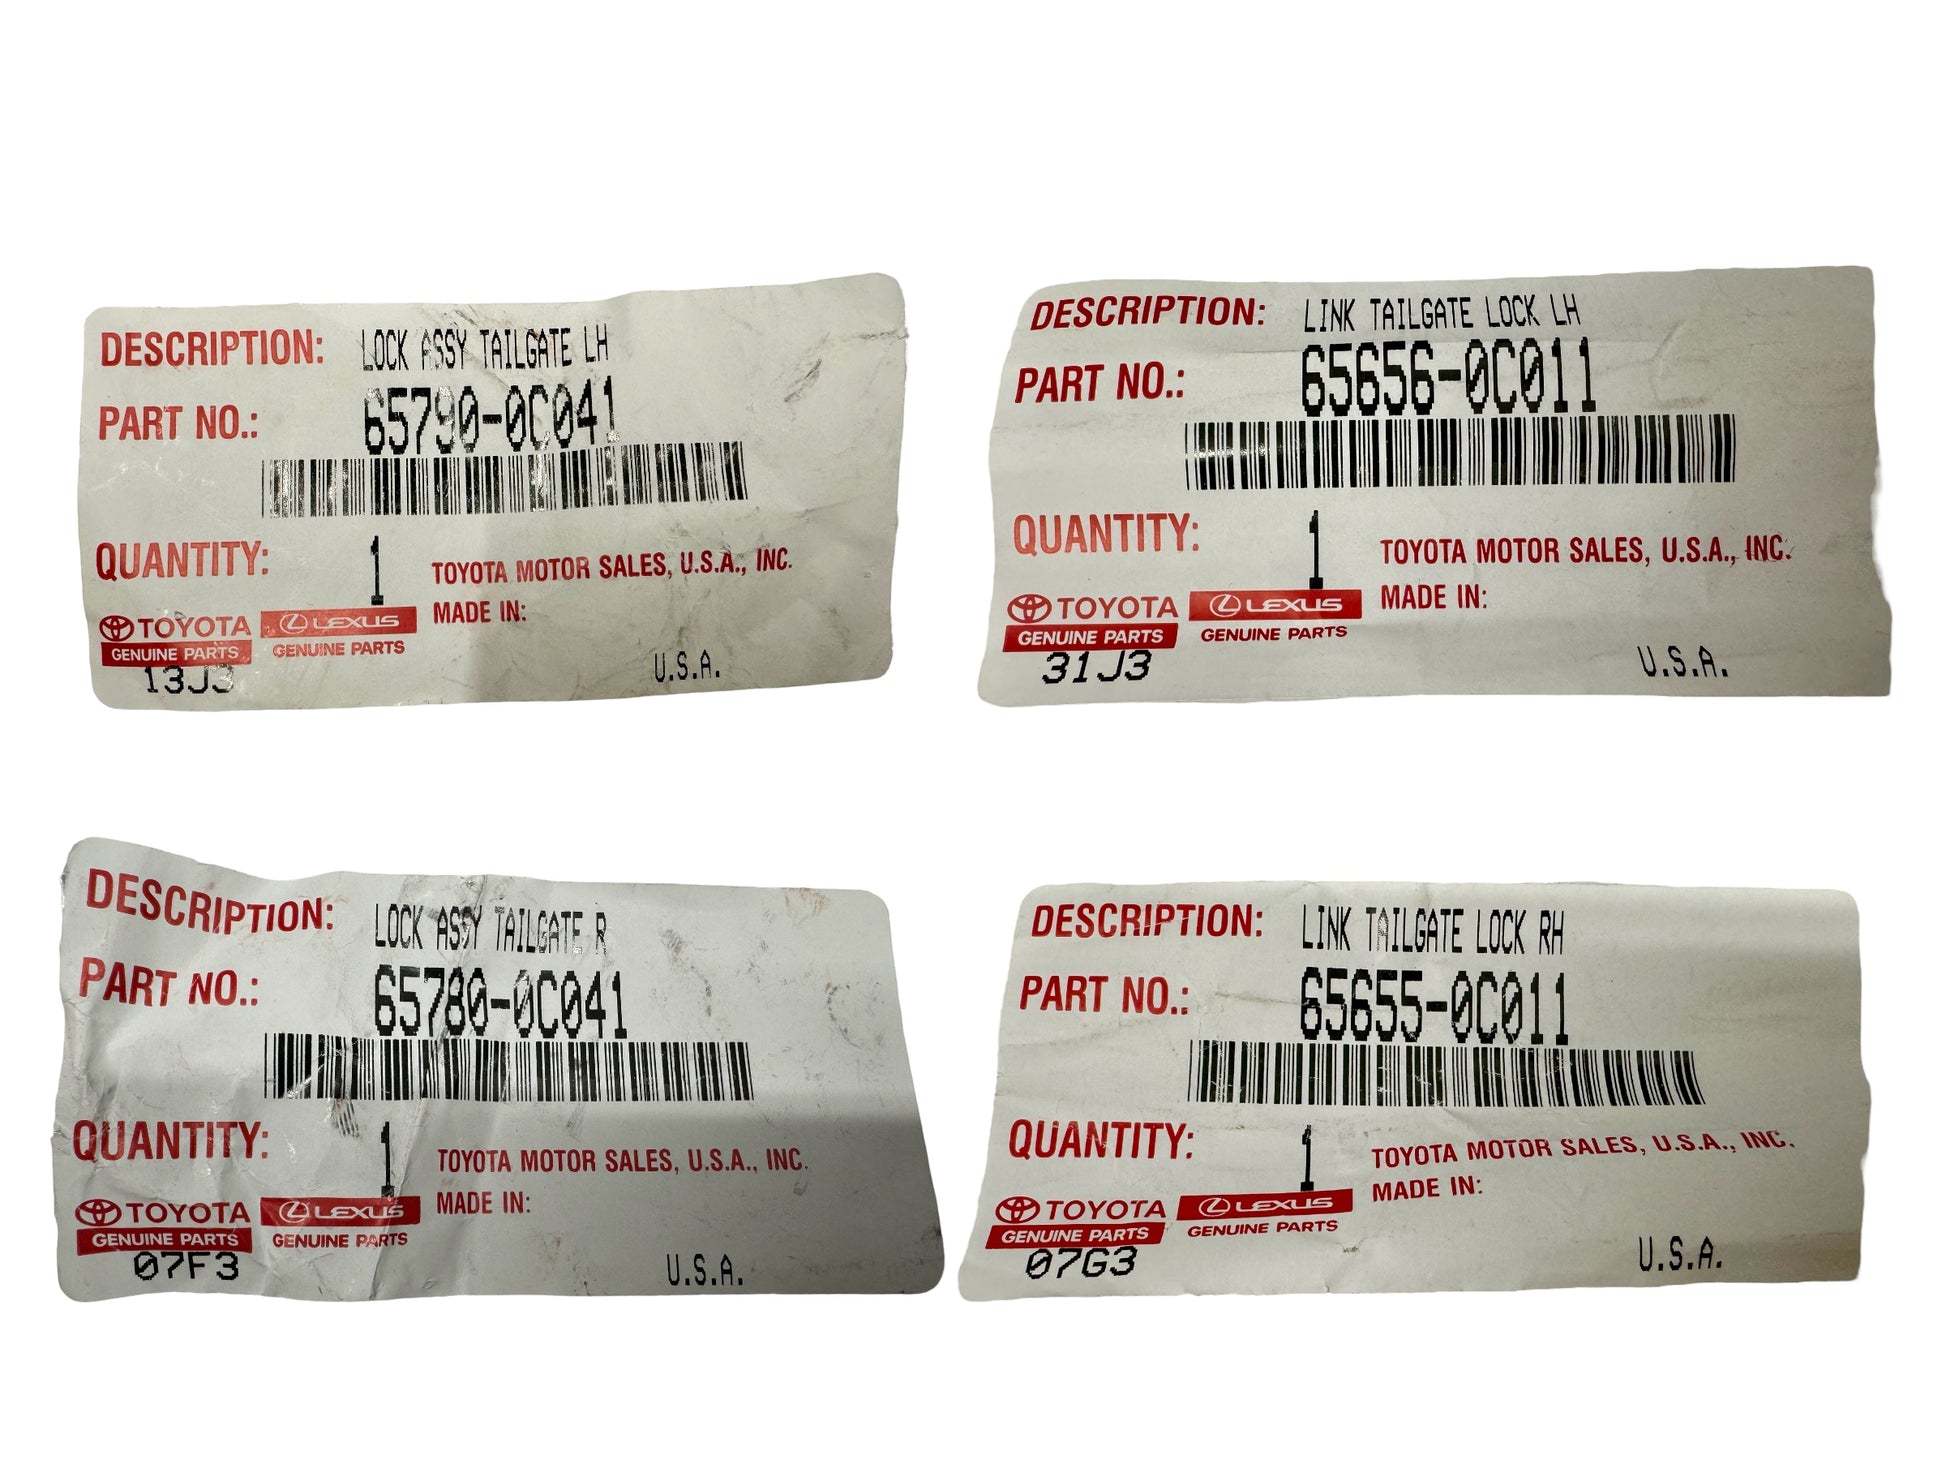 DESCRIPTION: LOCK ASSY TAILGATE LH
PART NO.: 65790-0C041
QUANTITY: 1
TOYOTA MOTOR SALES, U.S.A., INC.
MADE IN:
TOYOTA LEXUS
GENUINE PARTS GENUINE PARTS
13J3
U.S.A.
DESCRIPTION: LINK TAILGATE LOCK LH
PART NO.: 65656-0C011
QUANTITY: 1
TOYOTA MOTOR SALES, U.S.A., INC.
MADE IN:
TOYOTA LEXUS
GENUINE PARTS GENUINE PARTS
31J3
U.S.A.
DESCRIPTION: LOCK ASSY TAILGATE R
PART NO.: 65780-0C041
QUANTITY: 1
TOYOTA MOTOR SALES, U.S.A., INC.
MADE IN:
TOYOTA LEXUS
GENUINE PARTS GENUINE PARTS
07F3
U.S.A.
DESCRIPTION: LINK TAILGATE LOCK RH
PART NO.: 65655-0C011
QUANTITY: 1
TOYOTA MOTOR SALES, U.S.A., INC.
MADE IN:
TOYOTA LEXUS
GENUINE PARTS GENUINE PARTS
07G3
U.S.A.